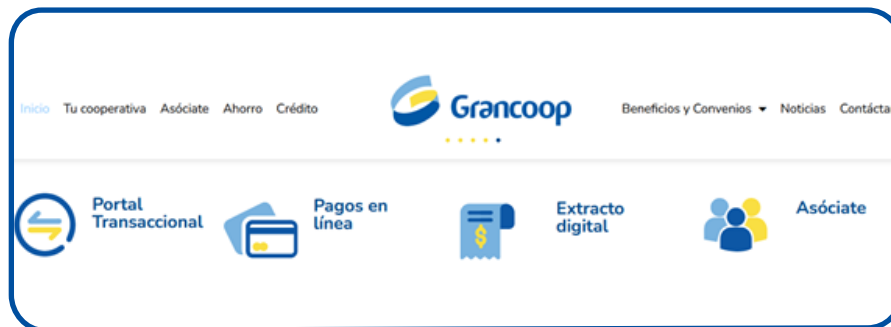 Inicio Tu cooperativa Asóciate Ahorro Crédito Grancoop Beneficios y Convenios Noticias Contácta
Portal
Transaccional
Pagos en
línea
Extracto
digital
Asóciate